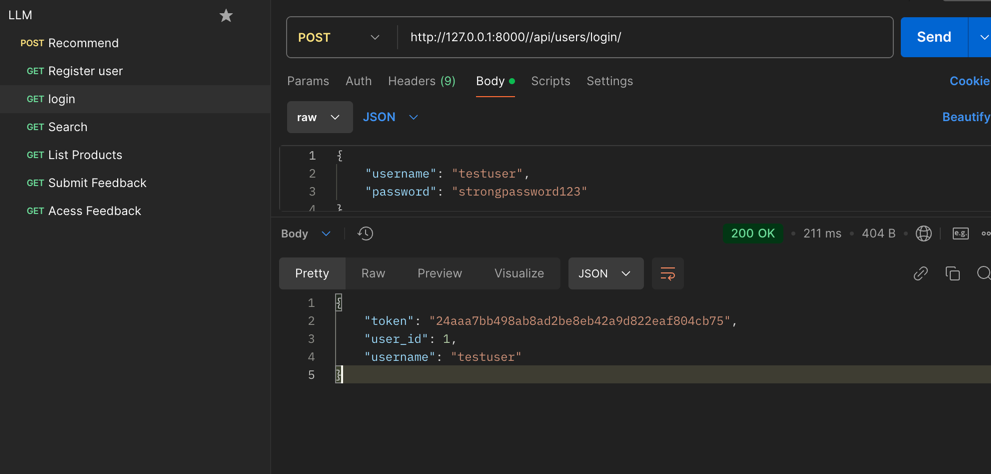 LLM
POST Recommend
GET Register user
GET login
GET Search
GET List Products
GET Submit Feedback
GET Acess Feedback
POST http://127.0.0.1:8000//api/users/login/ Send
Params Auth Headers (9) Body Scripts Settings Cookie
raw JSON Beautify
1 {
2 "username": "testuser",
3 "password": "strongpassword123"
4 }
Body 200 OK 211 ms 404 B e.g.
Pretty Raw Preview Visualize JSON
1 {
2 "token": "24aaa7bb498ab8ad2be8eb42a9d822eaf804cb75",
3 "user_id": 1,
4 "username": "testuser"
5 }